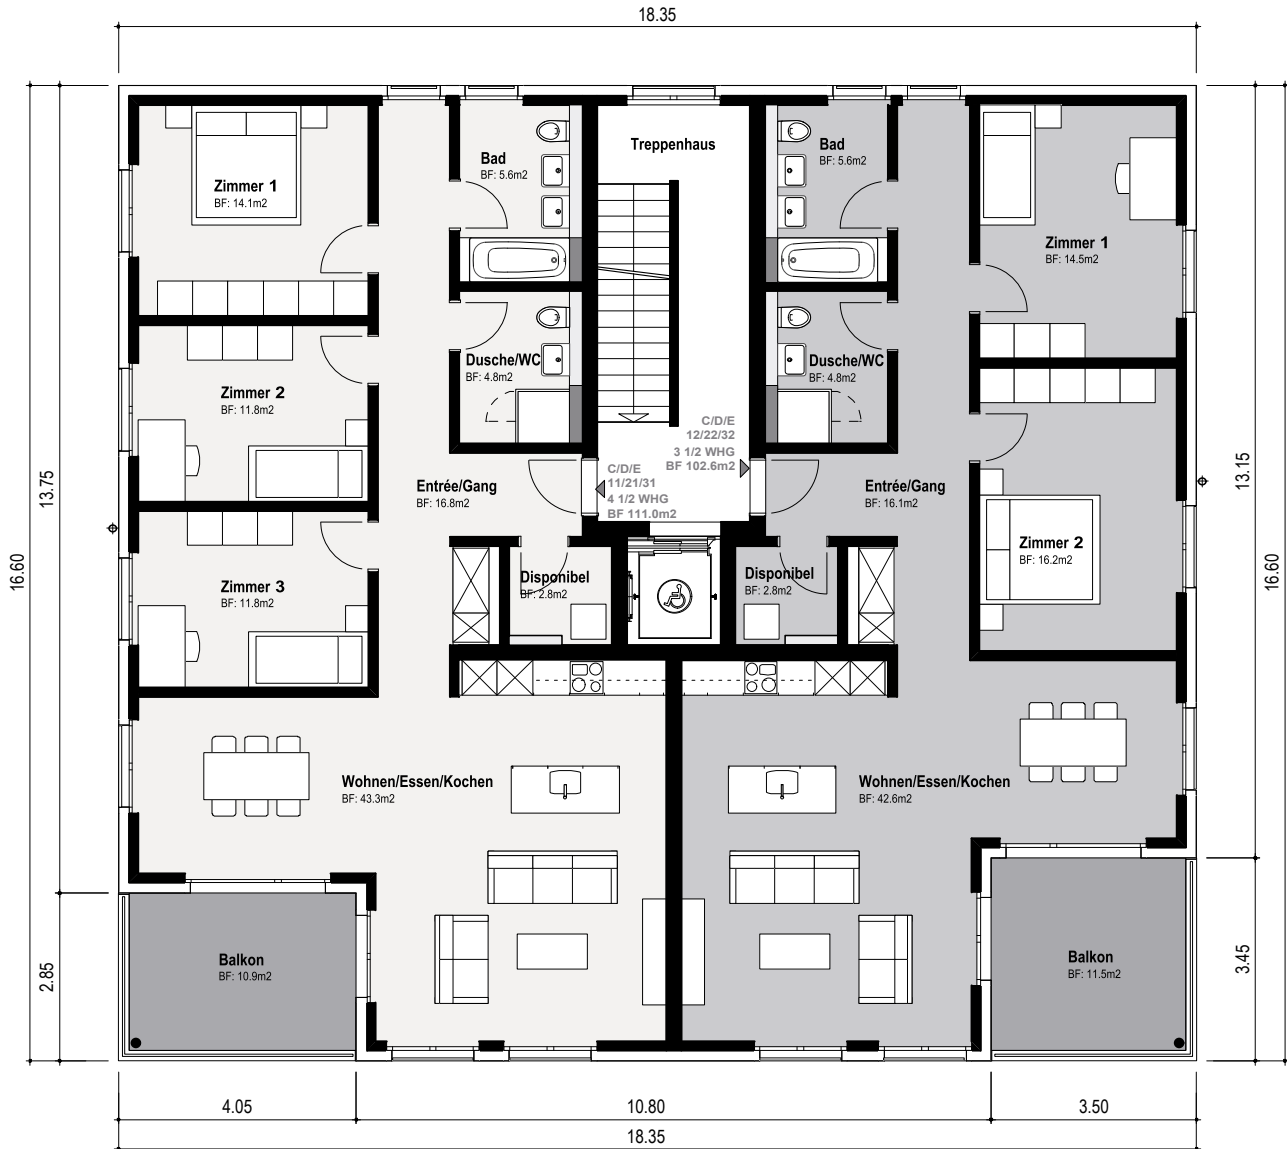 18.35
Treppenhaus
Bad
BF: 5.6m2
Bad
BF: 5.6m2
Zimmer 1
BF: 14.1m2
Zimmer 1
BF: 14.5m2
Dusche/WC
BF: 4.8m2
Dusche/WC
BF: 4.8m2
Zimmer 2
BF: 11.8m2
C/D/E
12/22/32
3 1/2 WHG
BF 102.6m2
C/D/E
11/21/31
4 1/2 WHG
BF 111.0m2
Entrée/Gang
BF: 16.8m2
Entrée/Gang
BF: 16.1m2
13.75
13.15
Zimmer 2
BF: 16.2m2
16.60
16.60
Zimmer 3
BF: 11.8m2
Disponibel
BF: 2.8m2
Disponibel
BF: 2.8m2
Wohnen/Essen/Kochen
BF: 43.3m2
Wohnen/Essen/Kochen
BF: 42.6m2
Balkon
BF: 10.9m2
Balkon
BF: 11.5m2
2.85
3.45
4.05
10.80
3.50
18.35